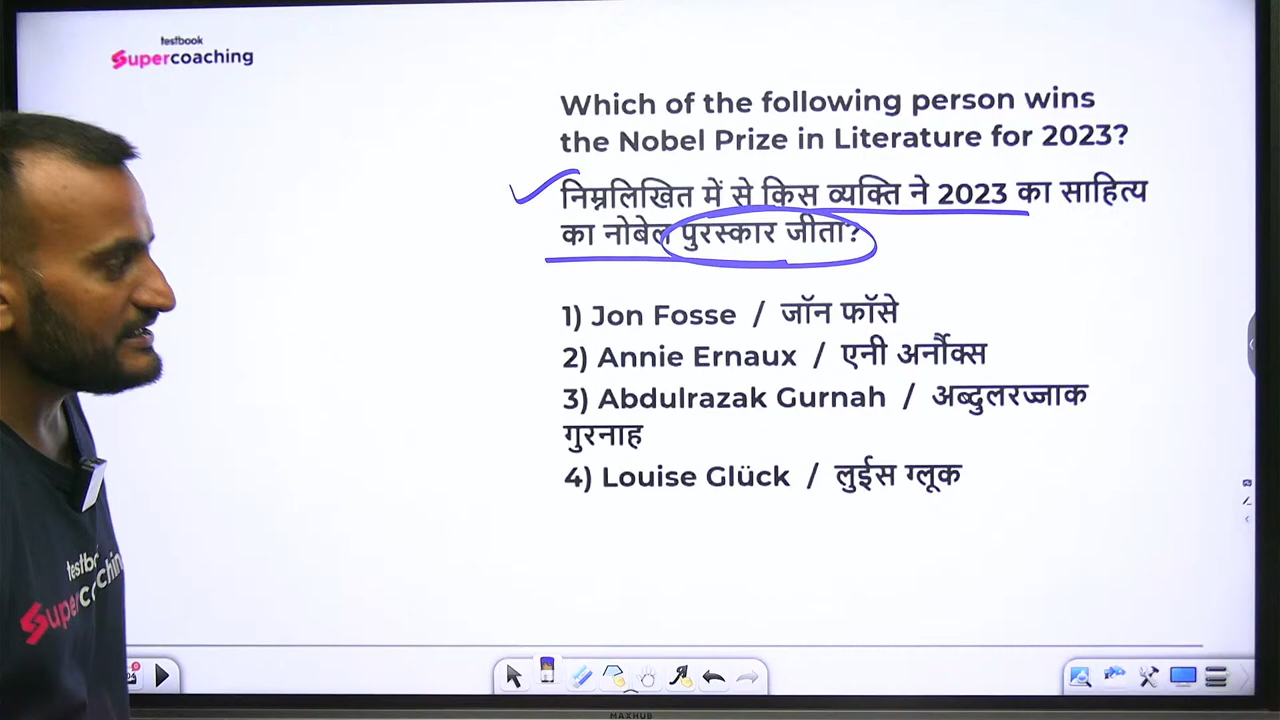 testbook
Supercoaching
Which of the following person wins
the Nobel Prize in Literature for 2023?
निम्नलिखित में से किस व्यक्ति ने 2023 का साहित्य
का नोबेल पुरस्कार जीता?
1) Jon Fosse / जॉन फॉसे
2) Annie Ernaux / एनी अर्नौक्स
3) Abdulrazak Gurnah / अब्दुलरज्जाक
गुरनाह
4) Louise Glück / लुईस ग्लूक
testbook
Supercoaching
MAXHUB